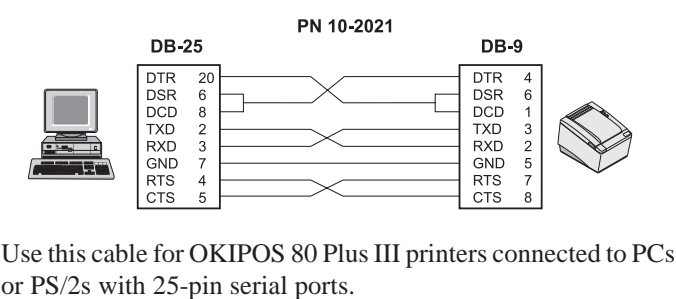 PN 10-2021
DB-25 DB-9
DTR 20 DTR 4
DSR 6 DSR 6
DCD 8 DCD 1
TXD 2 TXD 3
RXD 3 RXD 2
GND 7 GND 5
RTS 4 RTS 7
CTS 5 CTS 8
Use this cable for OKIPOS 80 Plus III printers connected to PCs
or PS/2s with 25-pin serial ports.